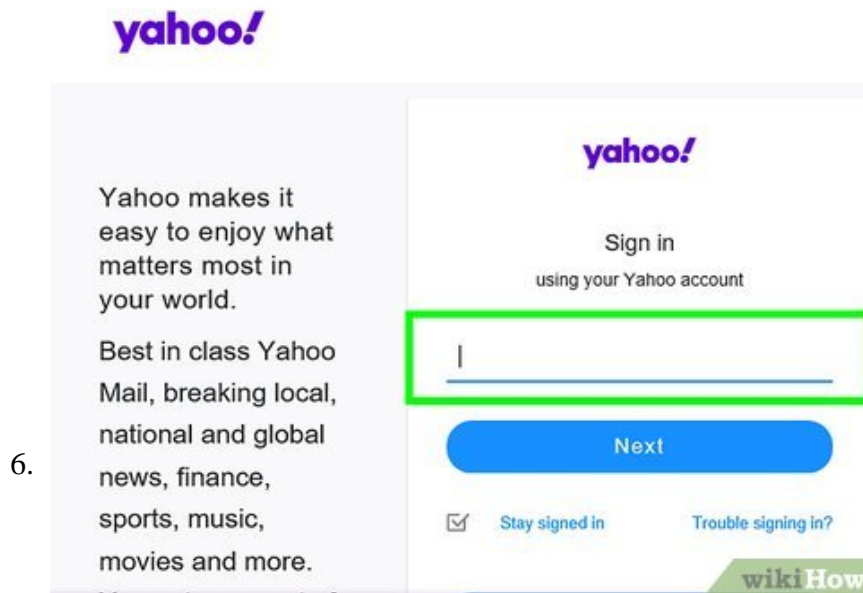 yahoo!
Yahoo makes it
easy to enjoy what
matters most in
your world.
Best in class Yahoo
Mail, breaking local,
national and global
news, finance,
sports, music,
movies and more.
6.
yahoo!
Sign in
using your Yahoo account
Next
Stay signed in
Trouble signing in?
wikiHow